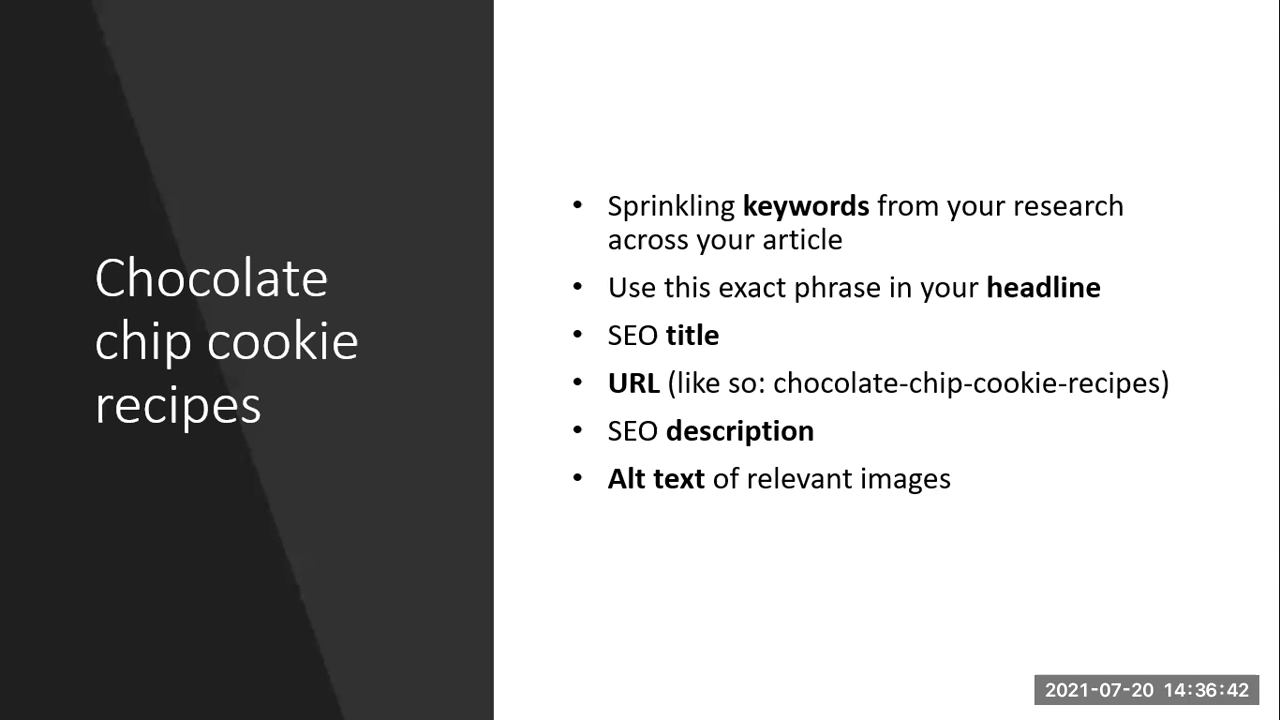 Chocolate
chip cookie
recipes
• Sprinkling keywords from your research
across your article
• Use this exact phrase in your headline
• SEO title
• URL (like so: chocolate-chip-cookie-recipes)
• SEO description
• Alt text of relevant images
2021-07-20 14:36:42